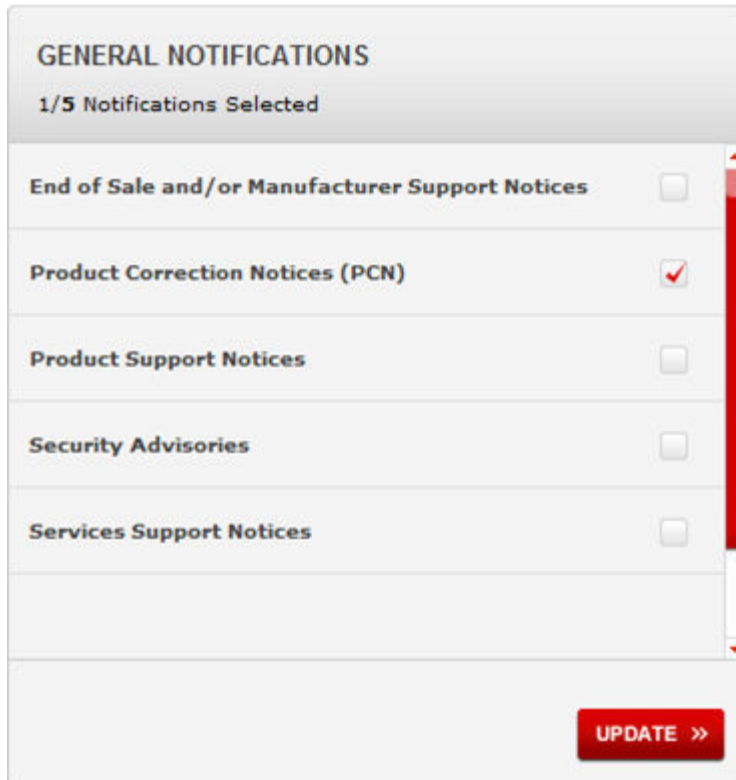 GENERAL NOTIFICATIONS
1/5 Notifications Selected
End of Sale and/or Manufacturer Support Notices
Product Correction Notices (PCN)
Product Support Notices
Security Advisories
Services Support Notices
UPDATE »